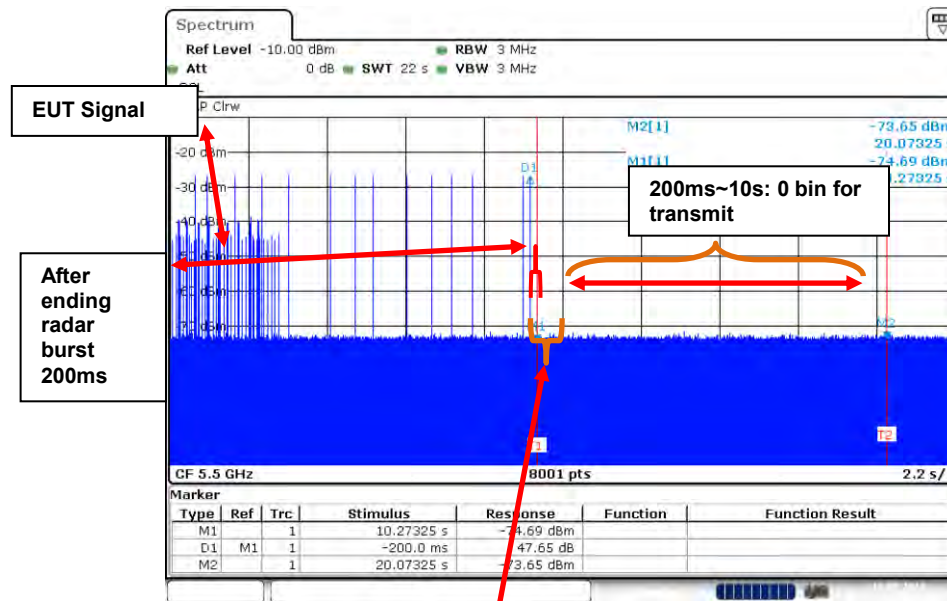 Spectrum
Ref Level -10.00 dBm RBW 3 MHz
Att 0 dB SWT 22 s VBW 3 MHz
Clrw
EUT Signal
M2[1] -73.65 dBm
20.07325 s
M1[1] -74.69 dBm
.27325 s
-20 dBm
D1
-30 dBm
-40 dBm
200ms~10s: 0 bin for
transmit
After
ending
radar
burst
200ms
M2
T1
T2
CF 5.5 GHz 8001 pts 2.2 s/
Marker
Type Ref Trc Stimulus Response Function Function Result
M1 1 10.27325 s -74.69 dBm
D1 M1 1 -200.0 ms 47.65 dB
M2 1 20.07325 s -73.65 dBm